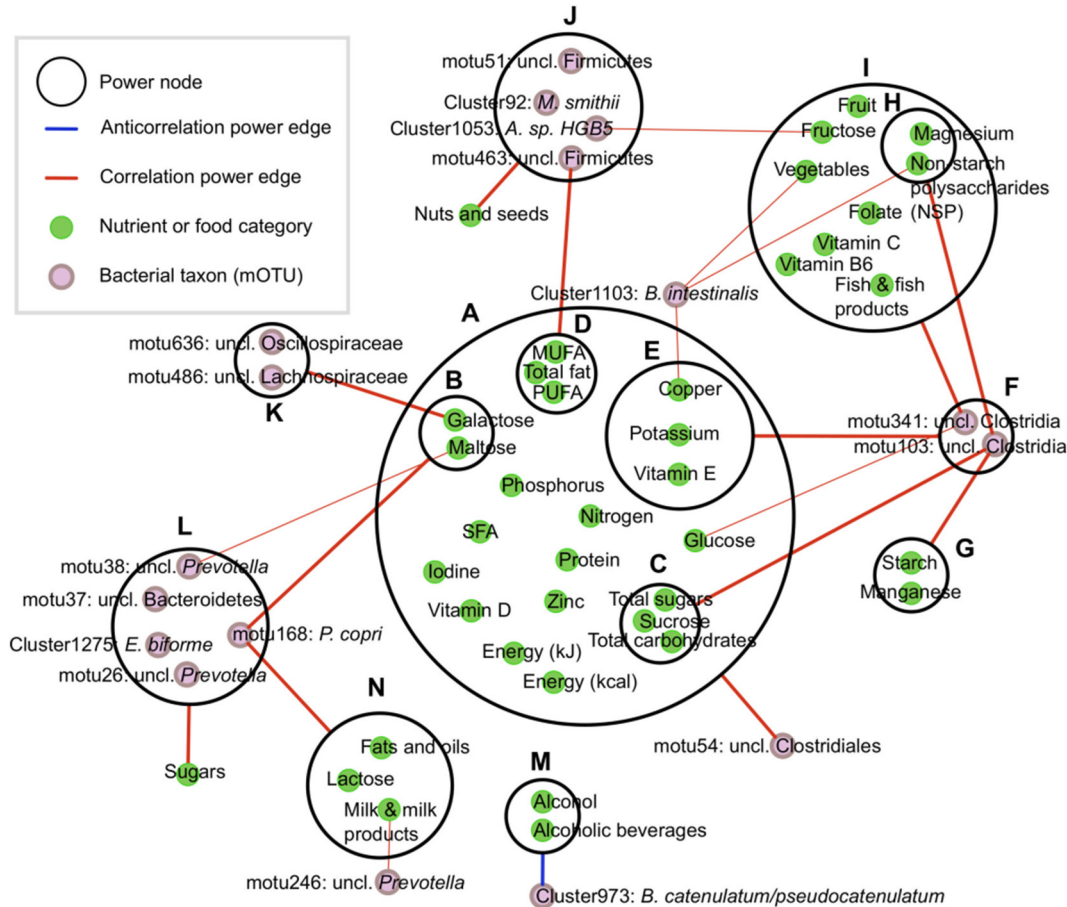 Power node
Anticorrelation power edge
Correlation power edge
Nutrient or food category
Bacterial taxon (mOTU)
J
motu51: uncl. Firmicutes
Cluster92: M. smithii
Cluster1053: A. sp. HGB5
motu463: uncl. Firmicutes
Nuts and seeds
I
Fruit
H
Fructose
Magnesium
Vegetables
Non-starch
polysaccharides
(NSP)
Folate
Vitamin C
Vitamin B6
Fish & fish
products
Cluster1103: B. intestinalis
A
D
MUFA
Total fat
PUFA
E
Copper
Potassium
Vitamin E
motu636: uncl. Oscillospiraceae
motu486: uncl. Lachnospiraceae
K
B
Galactose
Maltose
F
motu341: uncl. Clostridia
motu103: uncl. Clostridia
Phosphorus
Nitrogen
SFA
Glucose
Protein
Iodine
C
Zinc
Vitamin D
Total sugars
Sucrose
Total carbohydrates
Energy (kJ)
Energy (kcal)
G
Starch
Manganese
L
motu38: uncl. Prevotella
motu37: uncl. Bacteroidetes
motu168: P. copri
Cluster1275: E. biforme
motu26: uncl. Prevotella
Sugars
motu54: uncl. Clostridiales
N
Fats and oils
Lactose
Milk & milk
products
motu246: uncl. Prevotella
M
Alcohol
Alcoholic beverages
Cluster973: B. catenulatum/pseudocatenulatum